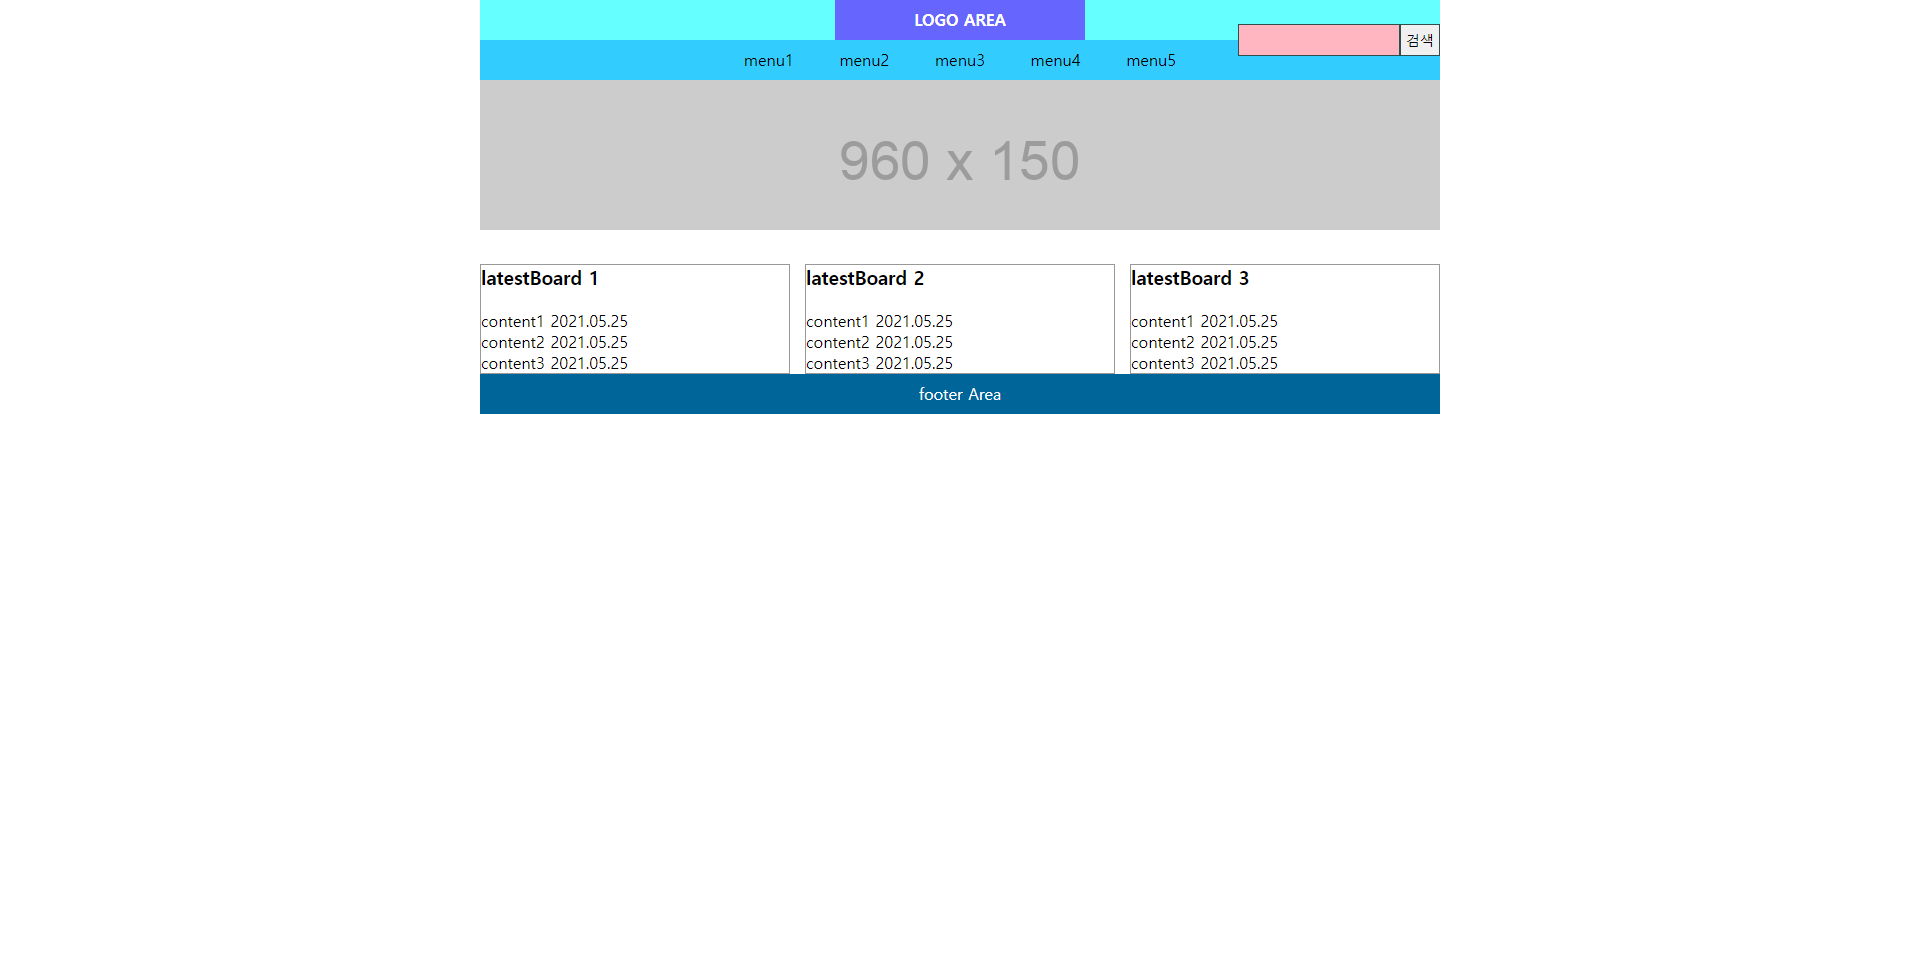 LOGO AREA
검색
menu1 menu2 menu3 menu4 menu5
960 x 150
latestBoard 1
content1 2021.05.25
content2 2021.05.25
content3 2021.05.25
latestBoard 2
content1 2021.05.25
content2 2021.05.25
content3 2021.05.25
latestBoard 3
content1 2021.05.25
content2 2021.05.25
content3 2021.05.25
footer Area